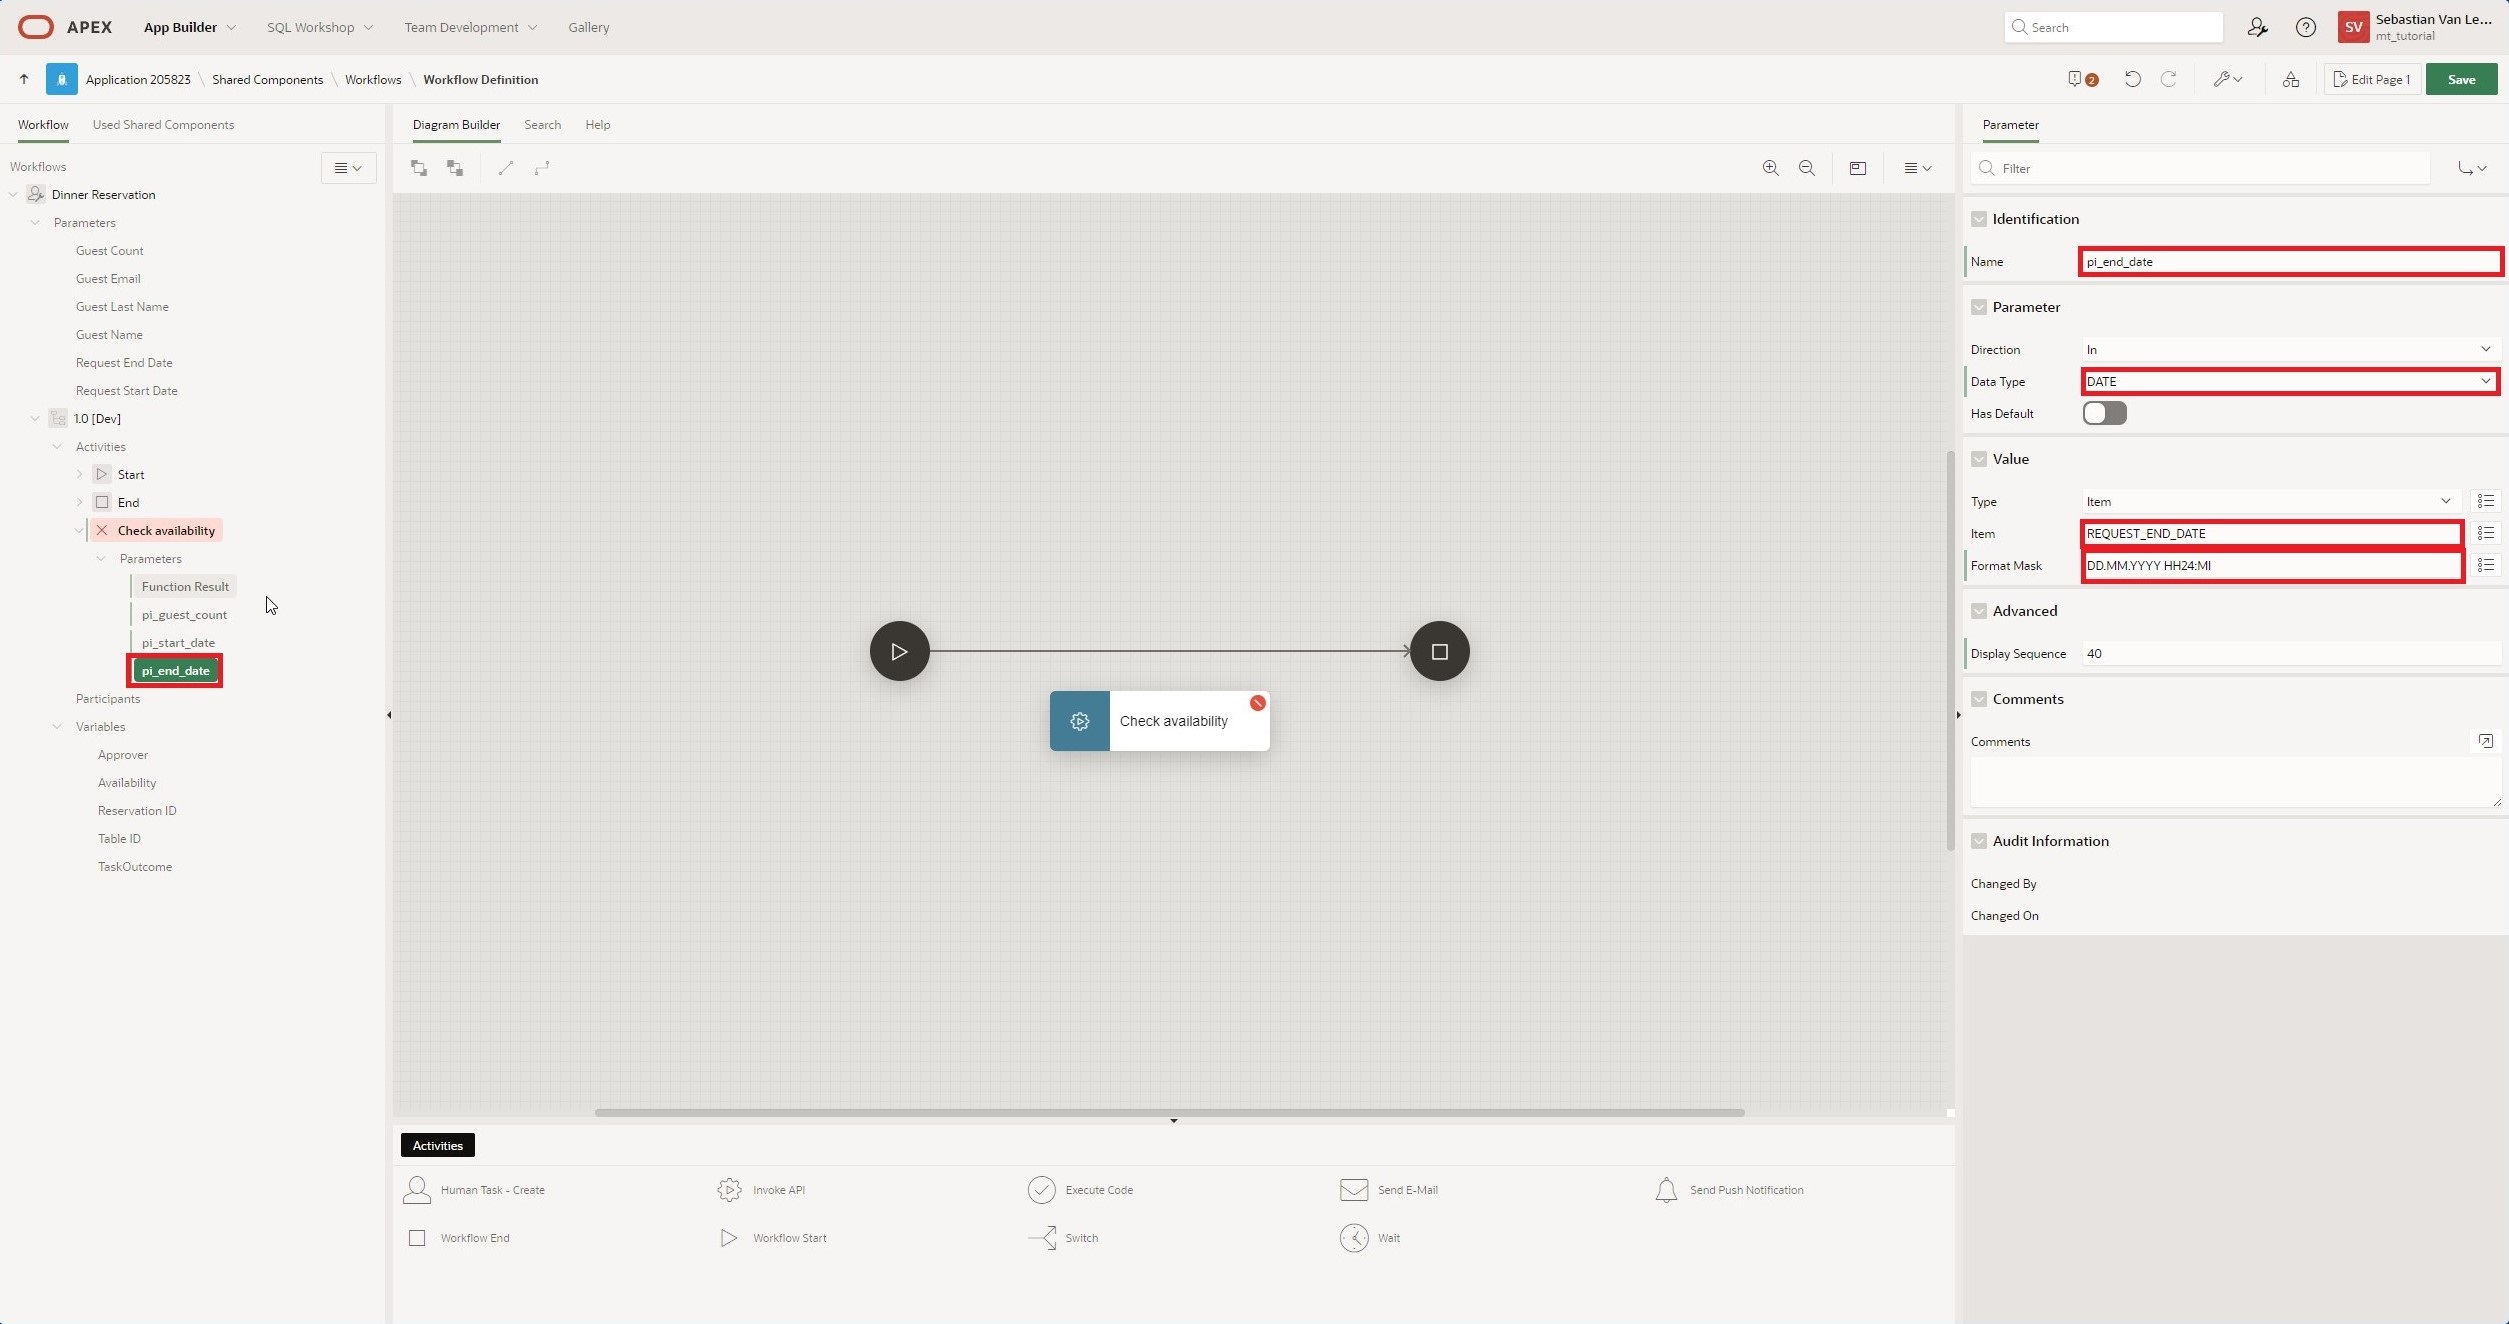 APEX App Builder SQL Workshop Team Development Gallery Search SV Sebastian Van Le...
mt_tutorial
Application 205823 \ Shared Components \ Workflows \ Workflow Definition 2 Edit Page 1 Save
Workflow Used Shared Components
Workflows
Dinner Reservation
Parameters
Guest Count
Guest Email
Guest Last Name
Guest Name
Request End Date
Request Start Date
1.0 [Dev]
Activities
Start
End
Check availability
Parameters
Function Result
pi_guest_count
pi_start_date
pi_end_date
Participants
Variables
Approver
Availability
Reservation ID
Table ID
TaskOutcome
Diagram Builder Search Help
Check availability
Activities
Human Task - Create Invoke API Execute Code Send E-Mail Send Push Notification
Workflow End Workflow Start Switch Wait
Parameter
Filter
Identification
Name pi_end_date
Parameter
Direction In
Data Type DATE
Has Default
Value
Type Item
Item REQUEST_END_DATE
Format Mask DD.MM.YYYY HH24:MI
Advanced
Display Sequence 40
Comments
Comments
Audit Information
Changed By
Changed On